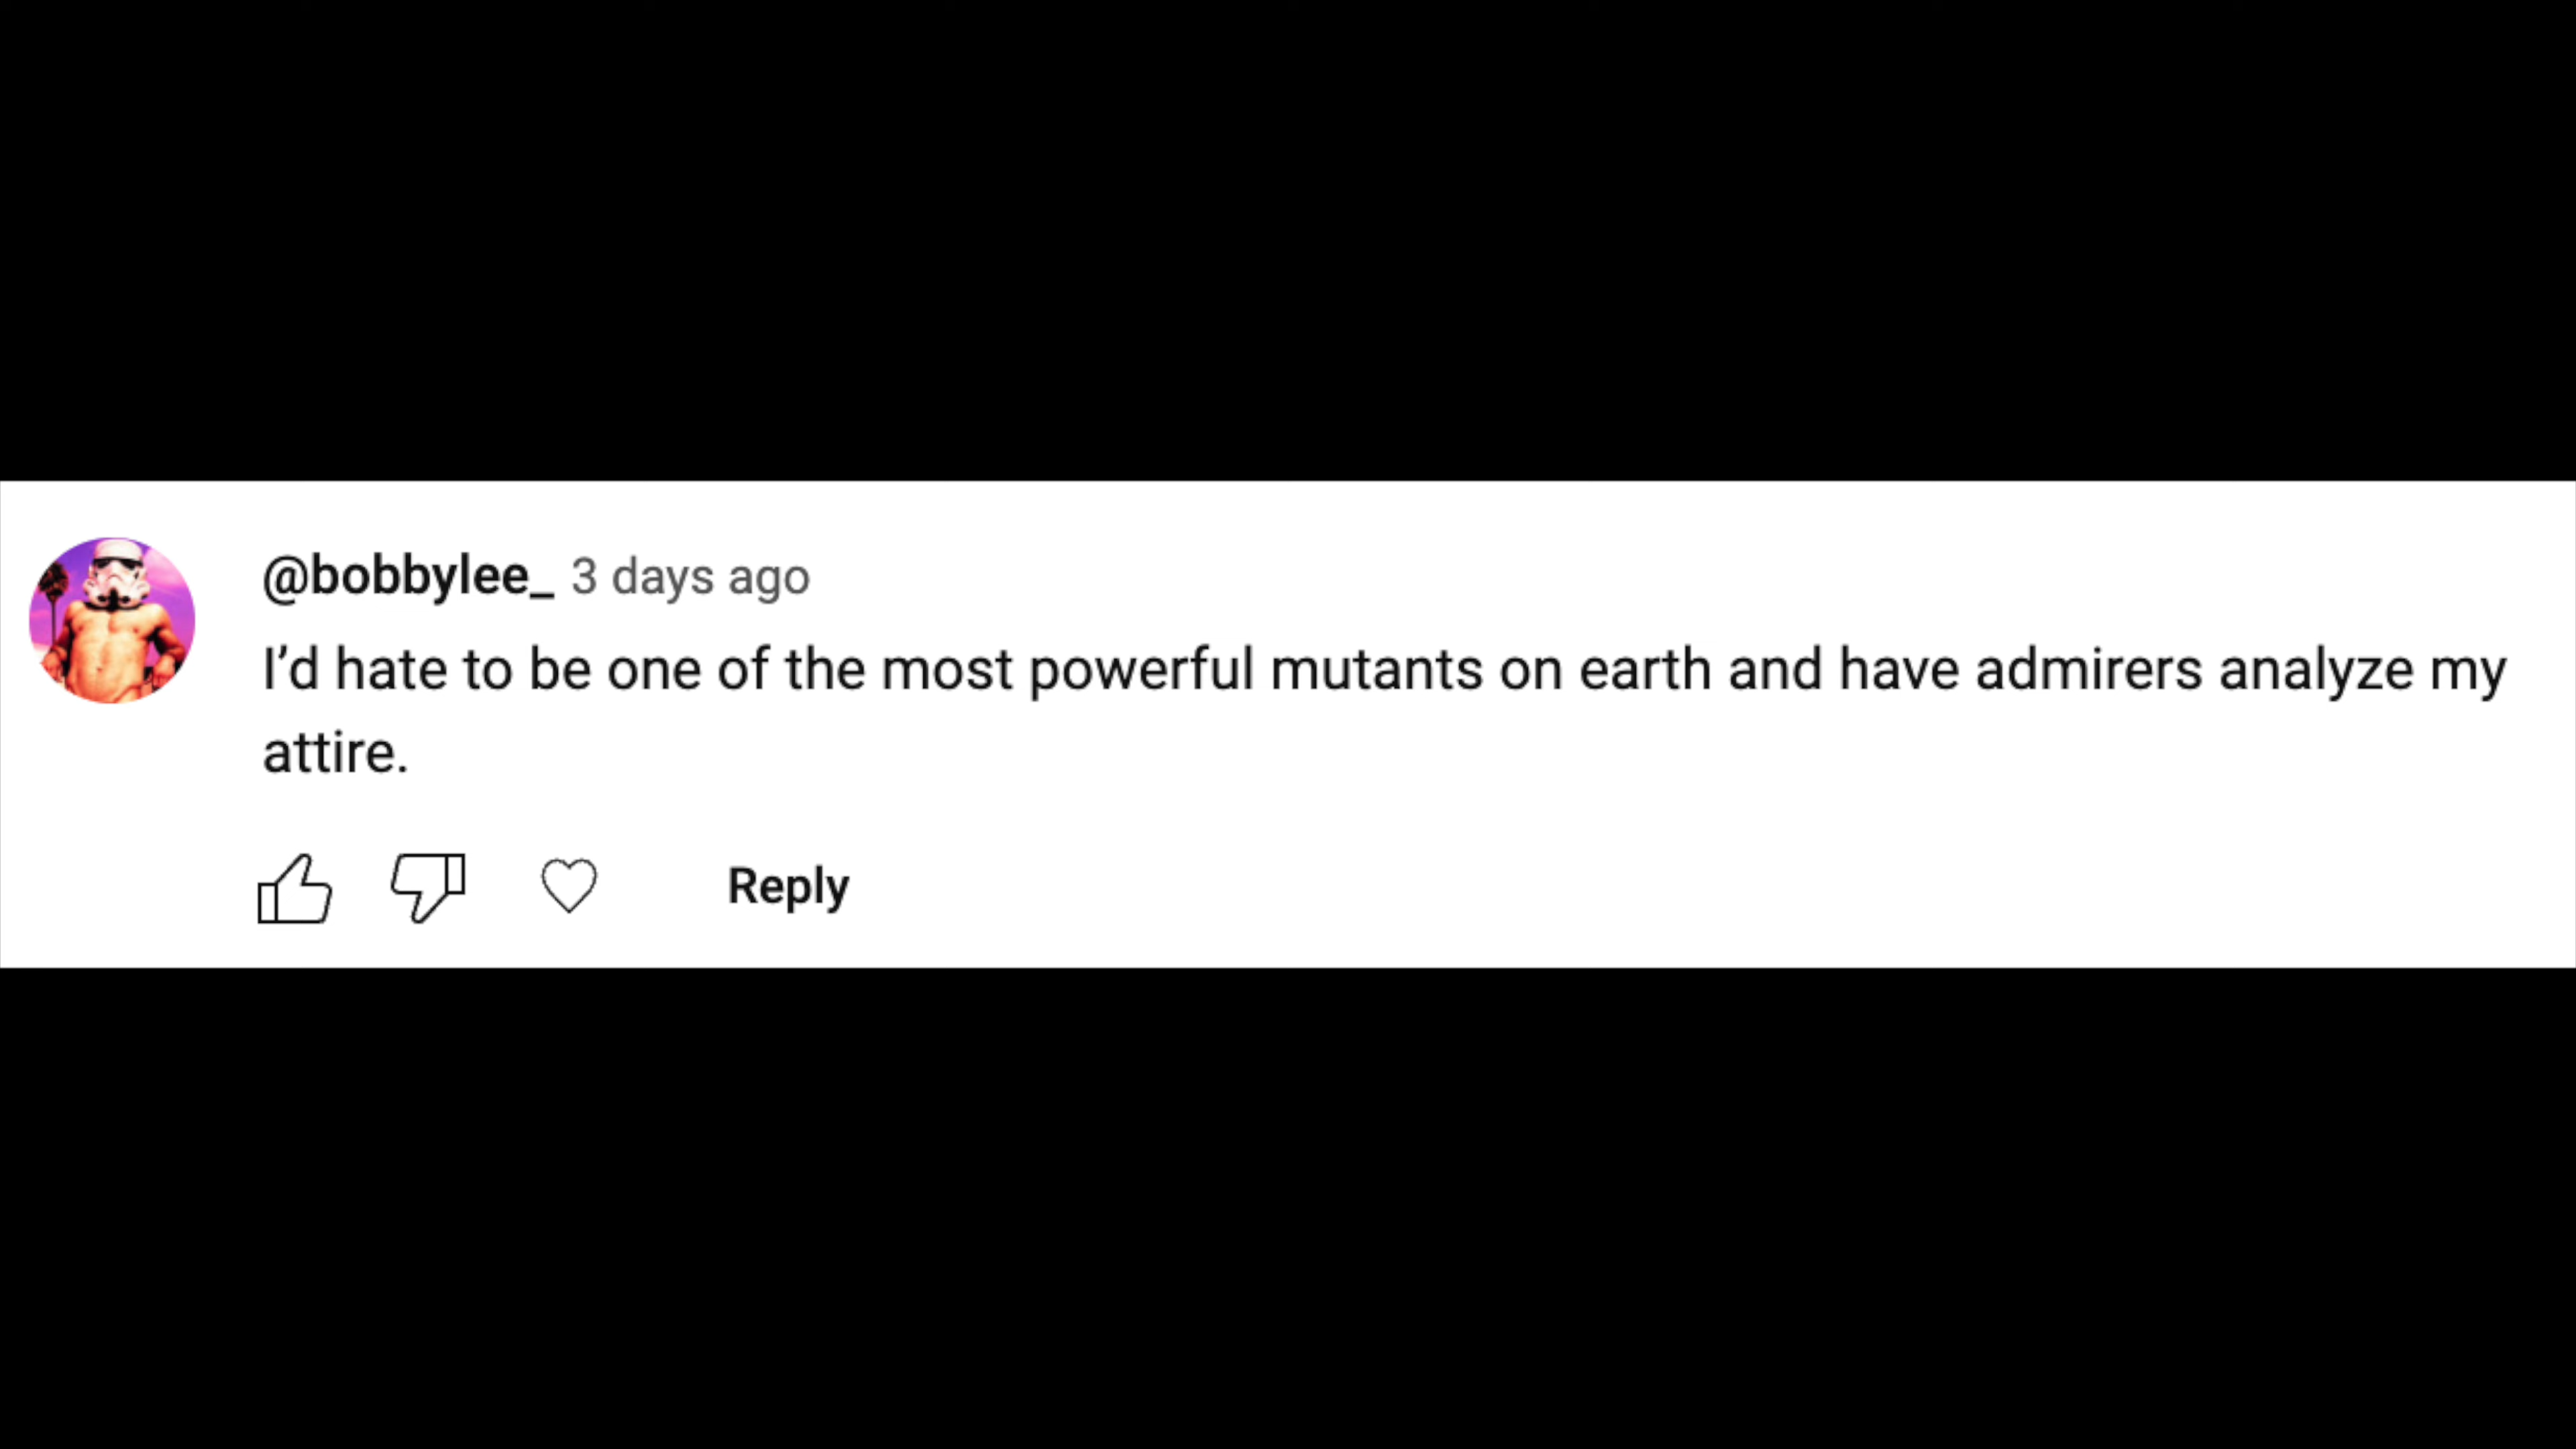 @bobbylee_ 3 days ago
I’d hate to be one of the most powerful mutants on earth and have admirers analyze my
attire.
Reply